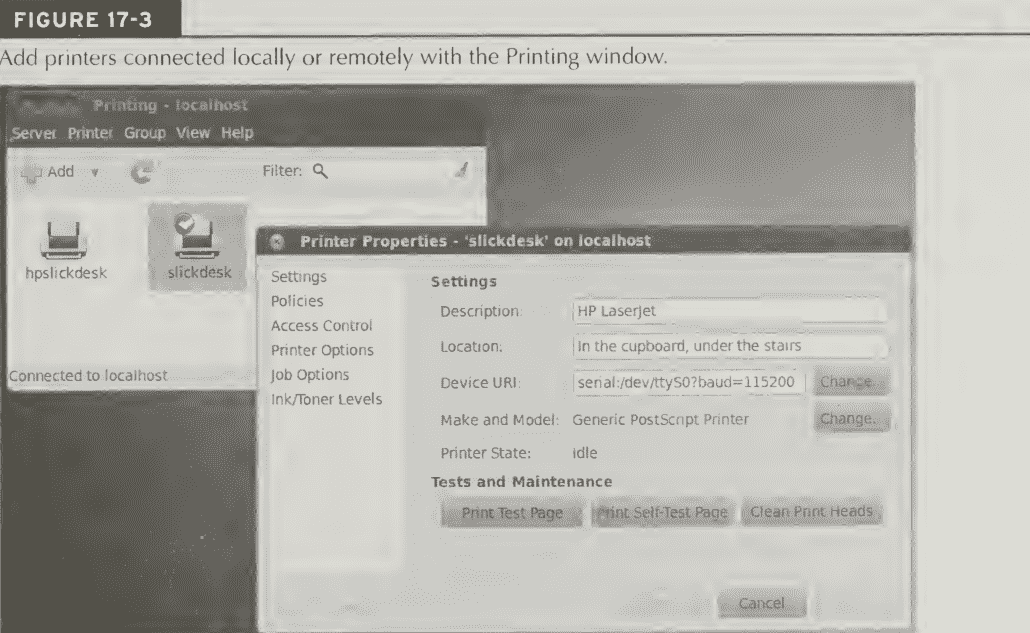 FIGURE 17-3
Add printers connected locally or remotely with the Printing window.
Printing - localhost
Server Printer Group View Help
Add
Filter:
hpslickdesk
slickdesk
Connected to localhost
Printer Properties - 'slickdesk' on localhost
Settings
Policies
Access Control
Printer Options
Job Options
Ink/Toner Levels
Settings
Description: HP LaserJet
Location: In the cupboard, under the stairs
Device URI: serial:/dev/ttyS0?baud=115200 Change...
Make and Model: Generic PostScript Printer Change...
Printer State: Idle
Tests and Maintenance
Print Test Page Print Self-Test Page Clean Print Heads
Cancel